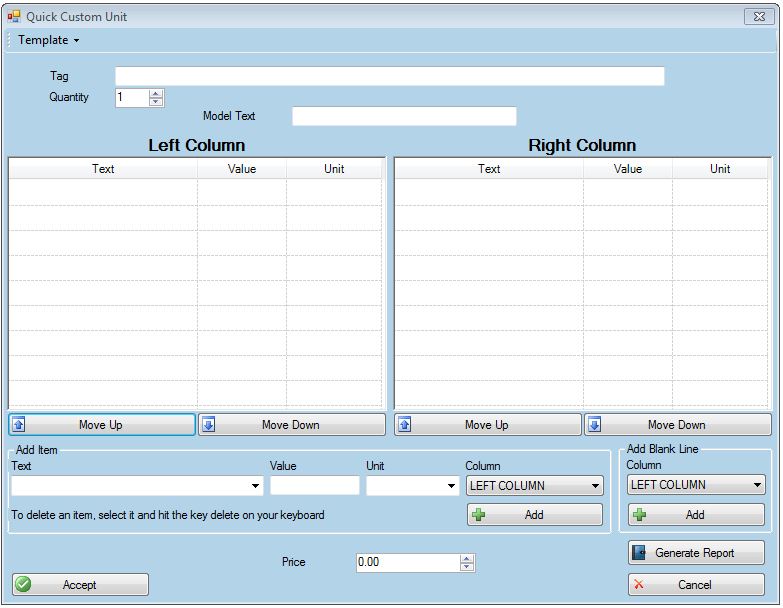 Quick Custom Unit
Template
Tag
Quantity 1
Model Text
Left Column Right Column
Text Value Unit Text Value Unit
Move Up Move Down Move Up Move Down
Add Item Add Blank Line
Text Value Unit Column Column
LEFT COLUMN LEFT COLUMN
To delete an item, select it and hit the key delete on your keyboard Add Add
Generate Report
Price 0.00
Accept Cancel